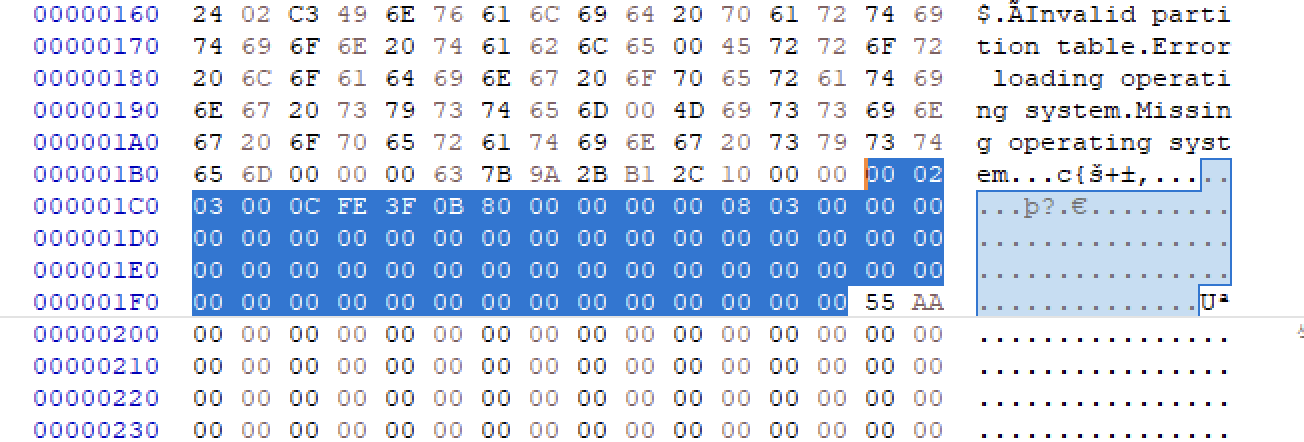 00000160 24 02 C3 49 6E 76 61 6C 69 64 20 70 61 72 74 69 $.ÃInvalid parti
00000170 74 69 6F 6E 20 74 61 62 6C 65 00 45 72 72 6F 72 tion table.Error
00000180 20 6C 6F 61 64 69 6E 67 20 6F 70 65 72 61 74 69  loading operati
00000190 6E 67 20 73 79 73 74 65 6D 00 4D 69 73 73 69 6E ng system.Missin
000001A0 67 20 6F 70 65 72 61 74 69 6E 67 20 73 79 73 74 g operating syst
000001B0 65 6D 00 00 00 63 7B 9A 2B B1 2C 10 00 00 00 02 em...c{š+±,.....
000001C0 03 00 0C FE 3F 0B 80 00 00 00 00 08 03 00 00 00 ...þ?.€.........
000001D0 00 00 00 00 00 00 00 00 00 00 00 00 00 00 00 00 ................
000001E0 00 00 00 00 00 00 00 00 00 00 00 00 00 00 00 00 ................
000001F0 00 00 00 00 00 00 00 00 00 00 00 00 00 00 55 AA ..............Uª
00000200 00 00 00 00 00 00 00 00 00 00 00 00 00 00 00 00 ................
00000210 00 00 00 00 00 00 00 00 00 00 00 00 00 00 00 00 ................
00000220 00 00 00 00 00 00 00 00 00 00 00 00 00 00 00 00 ................
00000230 00 00 00 00 00 00 00 00 00 00 00 00 00 00 00 00 ................